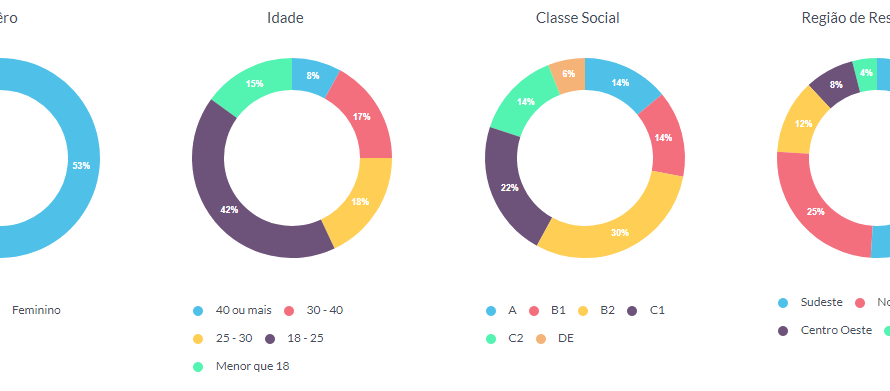 êro
53%
Feminino
Idade
8%
17%
18%
42%
15%
40 ou mais 30 - 40
25 - 30 18 - 25
Menor que 18
Classe Social
14%
14%
30%
22%
14%
6%
A B1 B2 C1
C2 DE
Região de Res
4%
8%
12%
25%
Sudeste No
Centro Oeste